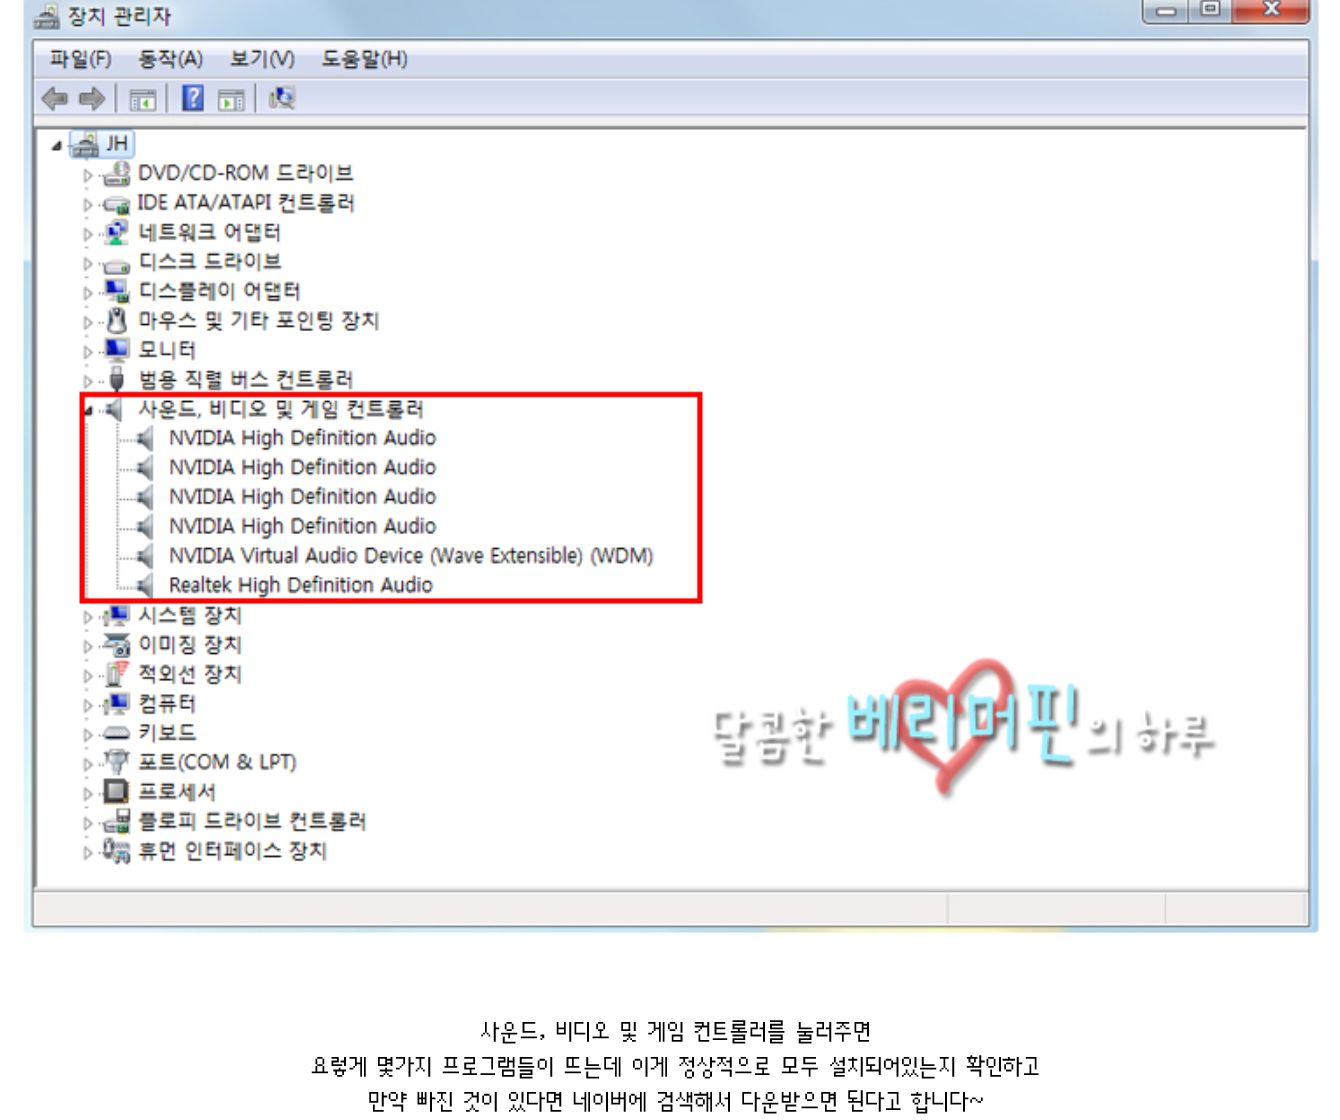 장치 관리자
파일(F) 동작(A) 보기(V) 도움말(H)
JH
DVD/CD-ROM 드라이브
IDE ATA/ATAPI 컨트롤러
네트워크 어댑터
디스크 드라이브
디스플레이 어댑터
마우스 및 기타 포인팅 장치
모니터
범용 직렬 버스 컨트롤러
사운드, 비디오 및 게임 컨트롤러
NVIDIA High Definition Audio
NVIDIA High Definition Audio
NVIDIA High Definition Audio
NVIDIA High Definition Audio
NVIDIA Virtual Audio Device (Wave Extensible) (WDM)
Realtek High Definition Audio
시스템 장치
이미징 장치
적외선 장치
컴퓨터
키보드
포트(COM & LPT)
프로세서
플로피 드라이브 컨트롤러
휴먼 인터페이스 장치
달콤한 베리머핀의 하루
사운드, 비디오 및 게임 컨트롤러를 눌러주면
요렇게 몇가지 프로그램들이 뜨는데 이게 정상적으로 모두 설치되어있는지 확인하고
만약 빠진 것이 있다면 네이버에 검색해서 다운받으면 된다고 합니다~